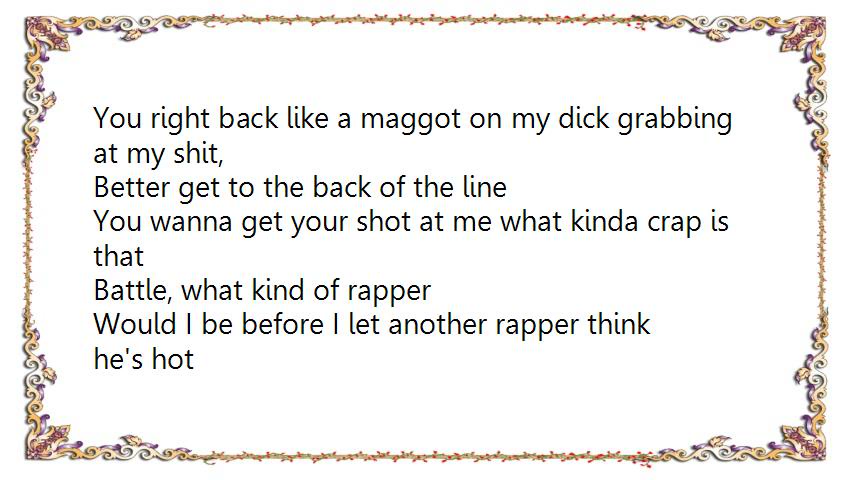 You right back like a maggot on my dick grabbing
at my shit,
Better get to the back of the line
You wanna get your shot at me what kinda crap is
that
Battle, what kind of rapper
Would I be before I let another rapper think
he's hot